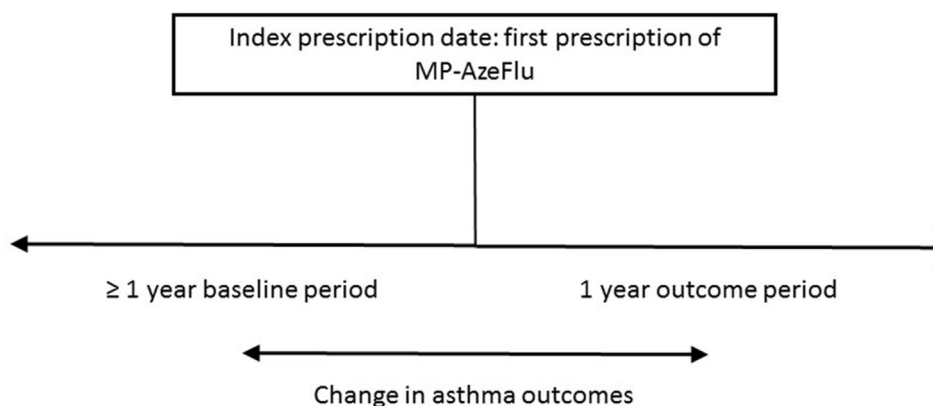 Index prescription date: first prescription of
MP-AzeFlu
≥ 1 year baseline period
1 year outcome period
Change in asthma outcomes